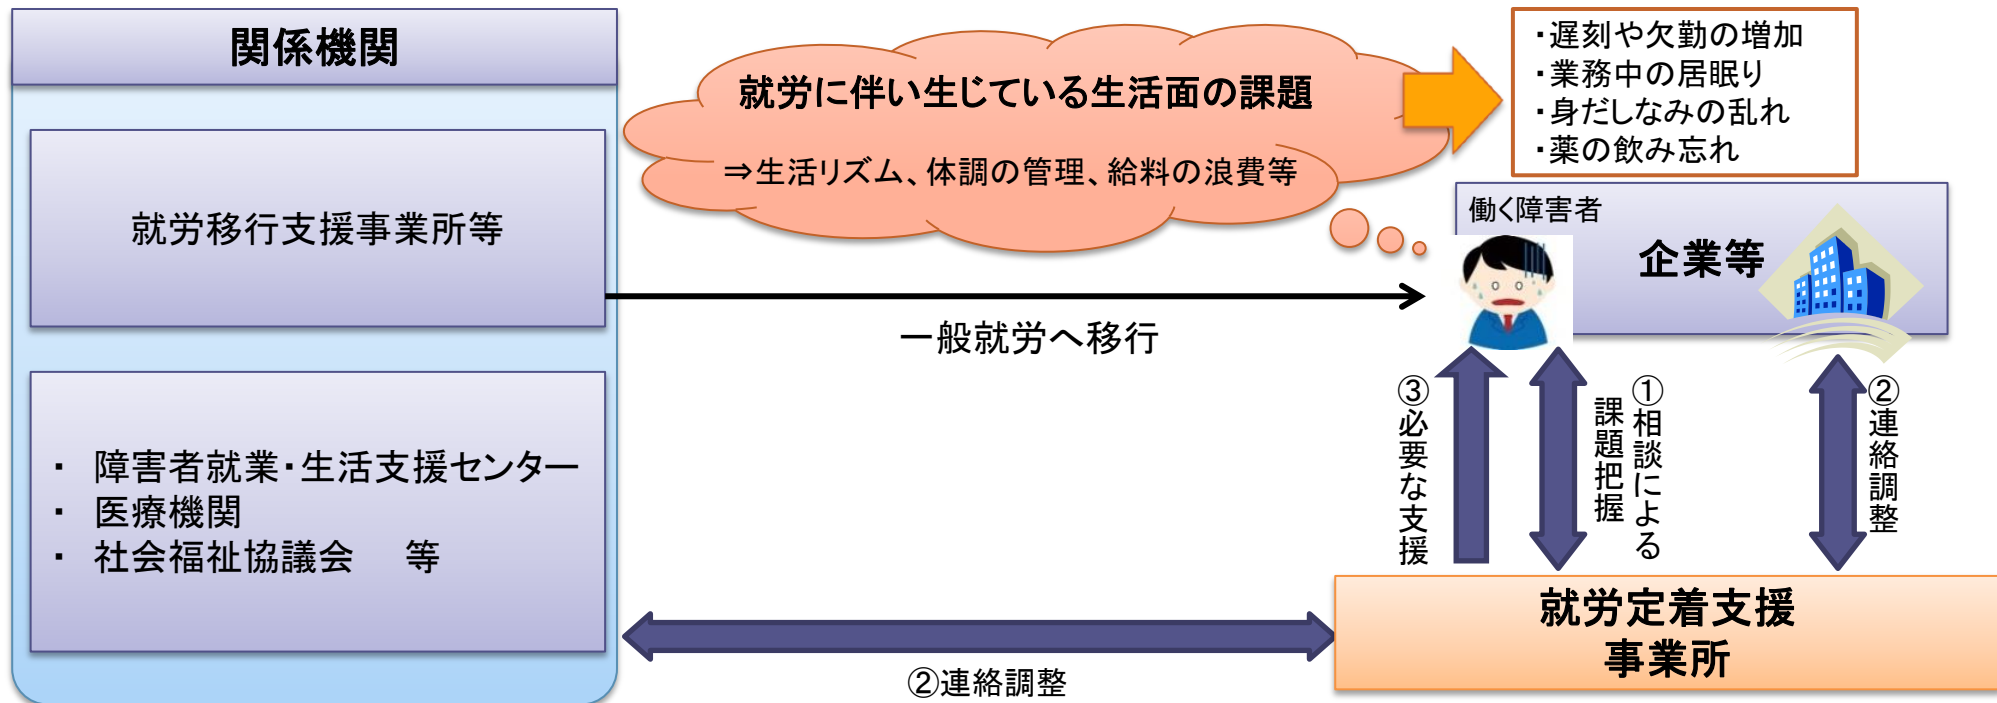 関係機関
就労移行支援事業所等
・ 障害者就業・生活支援センター
・ 医療機関
・ 社会福祉協議会　等
就労に伴い生じている生活面の課題
⇒生活リズム、体調の管理、給料の浪費等
・遅刻や欠勤の増加
・業務中の居眠り
・身だしなみの乱れ
・薬の飲み忘れ
働く障害者
企業等
一般就労へ移行
③必要な支援
①相談による
課題把握
②連絡調整
就労定着支援
事業所
②連絡調整